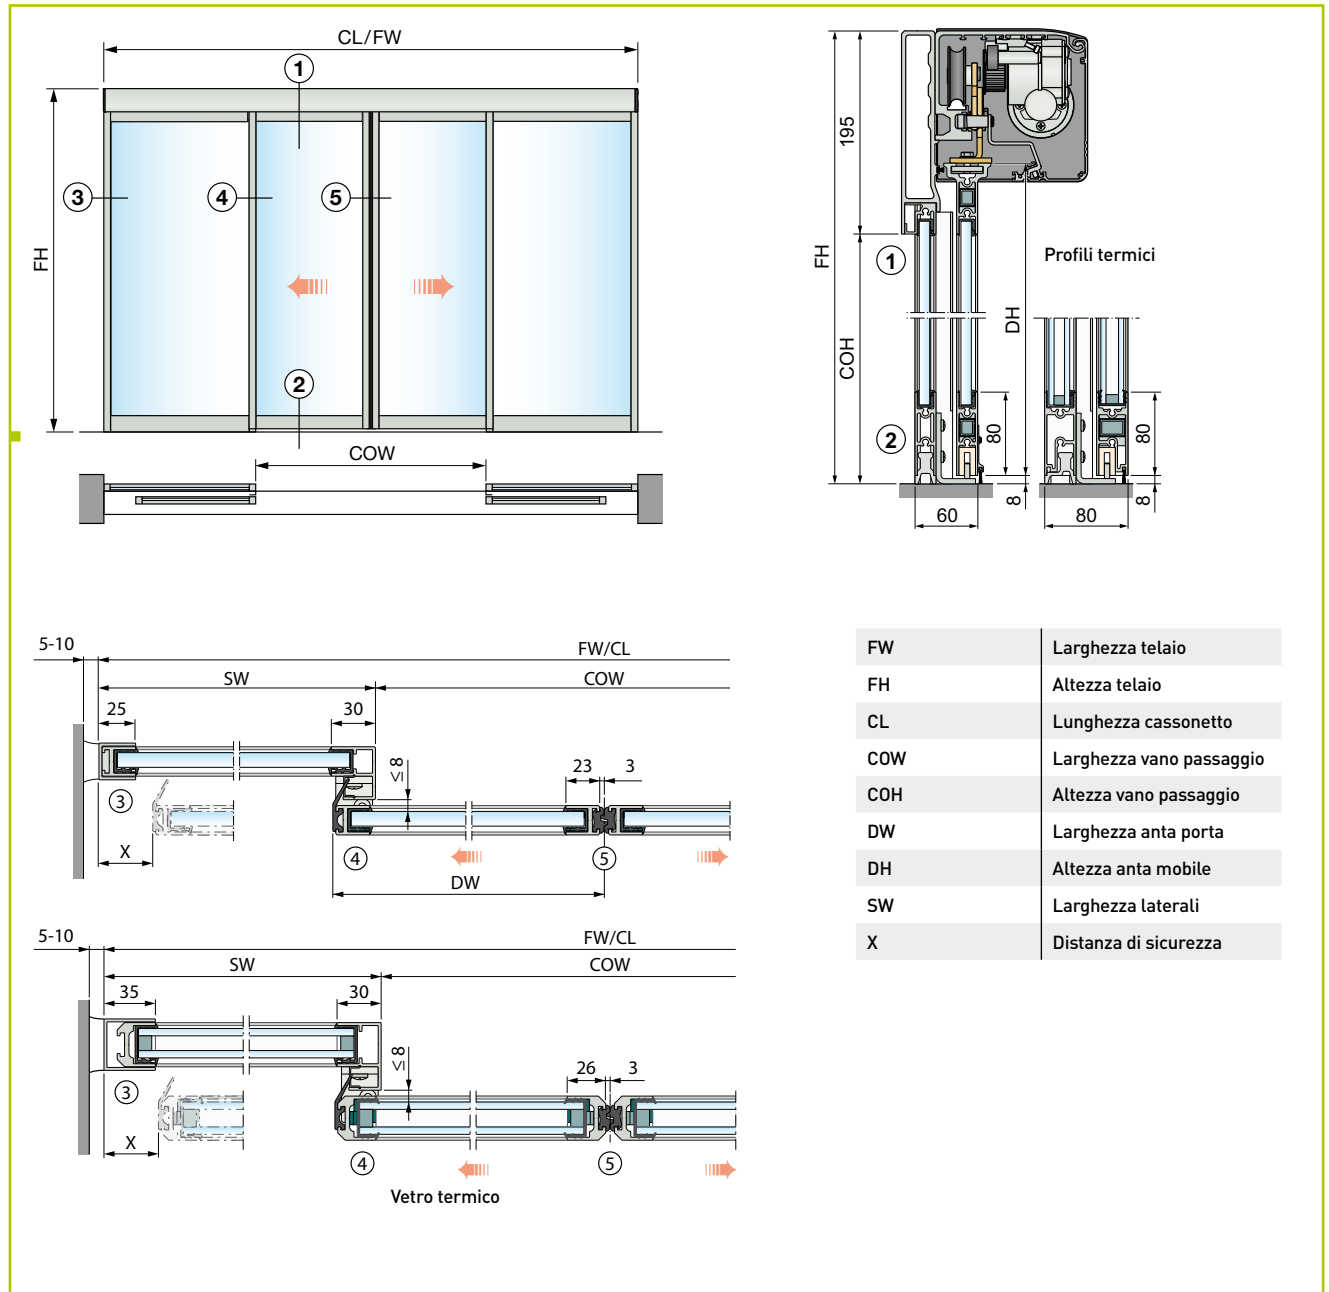 CL/FW
1
3
4
5
FH
2
COW
195
FH
1
Profili termici
DH
COH
2
80
80
8
8
60
80
5-10
FW/CL
SW
COW
25
30
≤ 8
23
3
3
X
4
5
DW
5-10
FW/CL
SW
COW
35
30
≤ 8
26
3
3
X
4
5
Vetro termico
FW Larghezza telaio
FH Altezza telaio
CL Lunghezza cassonetto
COW Larghezza vano passaggio
COH Altezza vano passaggio
DW Larghezza anta porta
DH Altezza anta mobile
SW Larghezza laterali
X Distanza di sicurezza